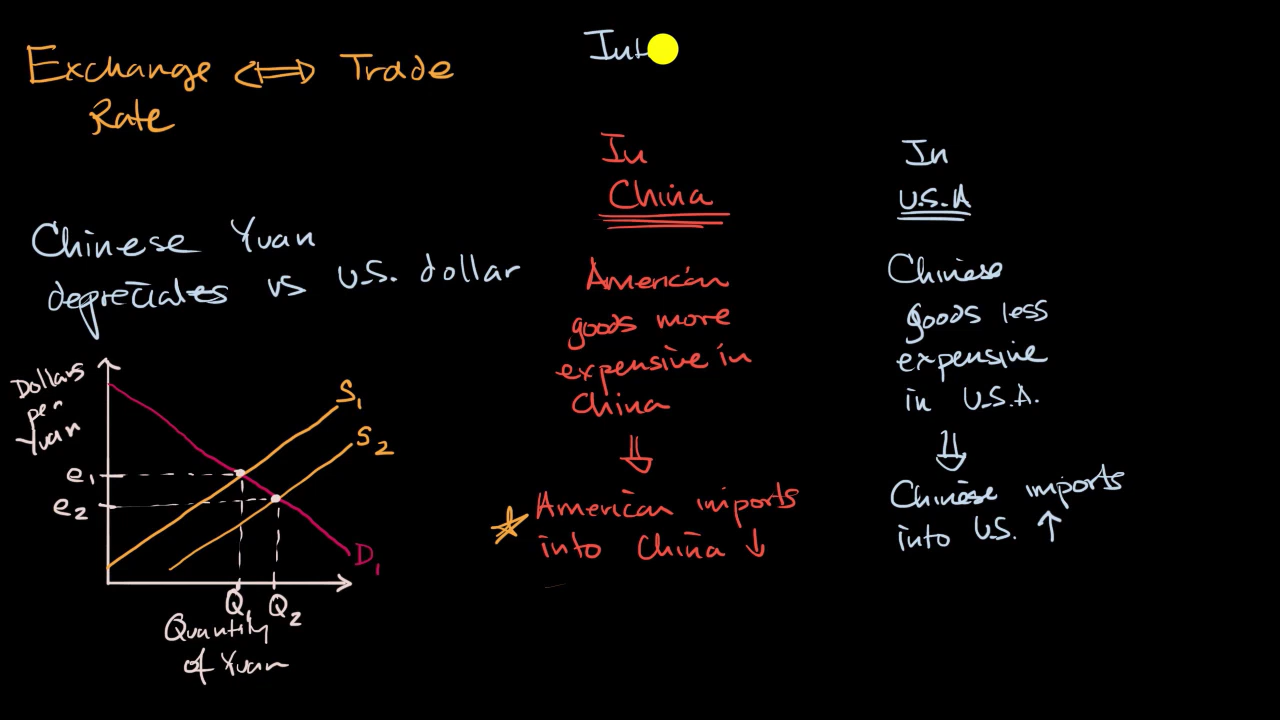 Exchange ⇔ Trade
Rate
Int
Chinese Yuan
depreciates vs U.S. dollar
Dollars
per
Yuan
S₁
S₂
e₁
e₂
D₁
Q₁ Q₂
Quantity
of Yuan
In
China
American
goods more
expensive in
China
⇓
American imports
into China ↓
In
U.S.A
Chinese
goods less
expensive
in U.S.A.
⇓
Chinese imports
into U.S. ↑